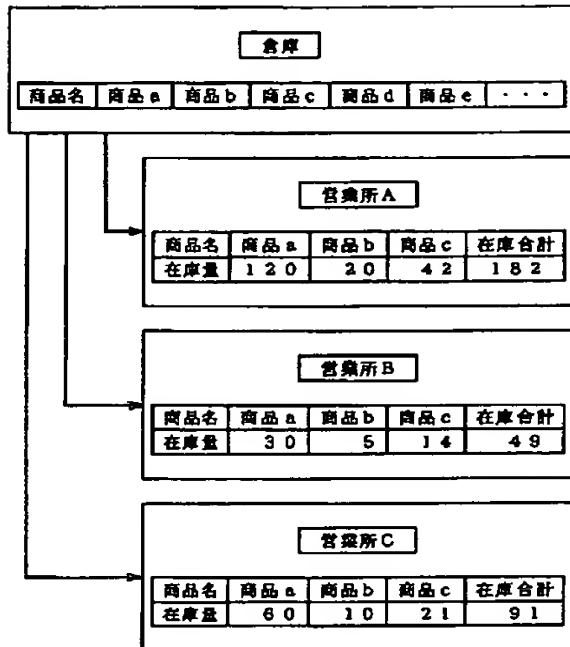 倉庫
商品名 商品a 商品b 商品c 商品d 商品e ・・・
営業所A
商品名 商品a 商品b 商品c 在庫合計
在庫量 120 20 42 182
営業所B
商品名 商品a 商品b 商品c 在庫合計
在庫量 30 5 14 49
営業所C
商品名 商品a 商品b 商品c 在庫合計
在庫量 60 10 21 91